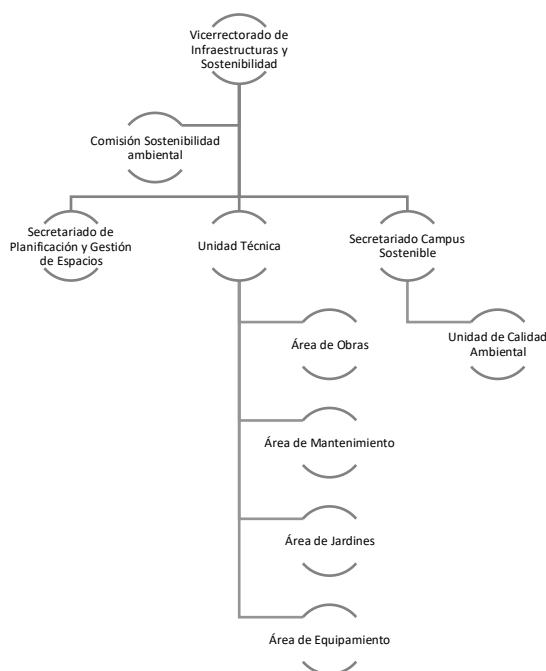 Vicerrectorado de
Infraestructuras y
Sostenibilidad
Comisión Sostenibilidad
ambiental
Secretariado de
Planificación y Gestión
de Espacios
Unidad Técnica
Secretariado Campus
Sostenible
Área de Obras
Unidad de Calidad
Ambiental
Área de Mantenimiento
Área de Jardines
Área de Equipamiento